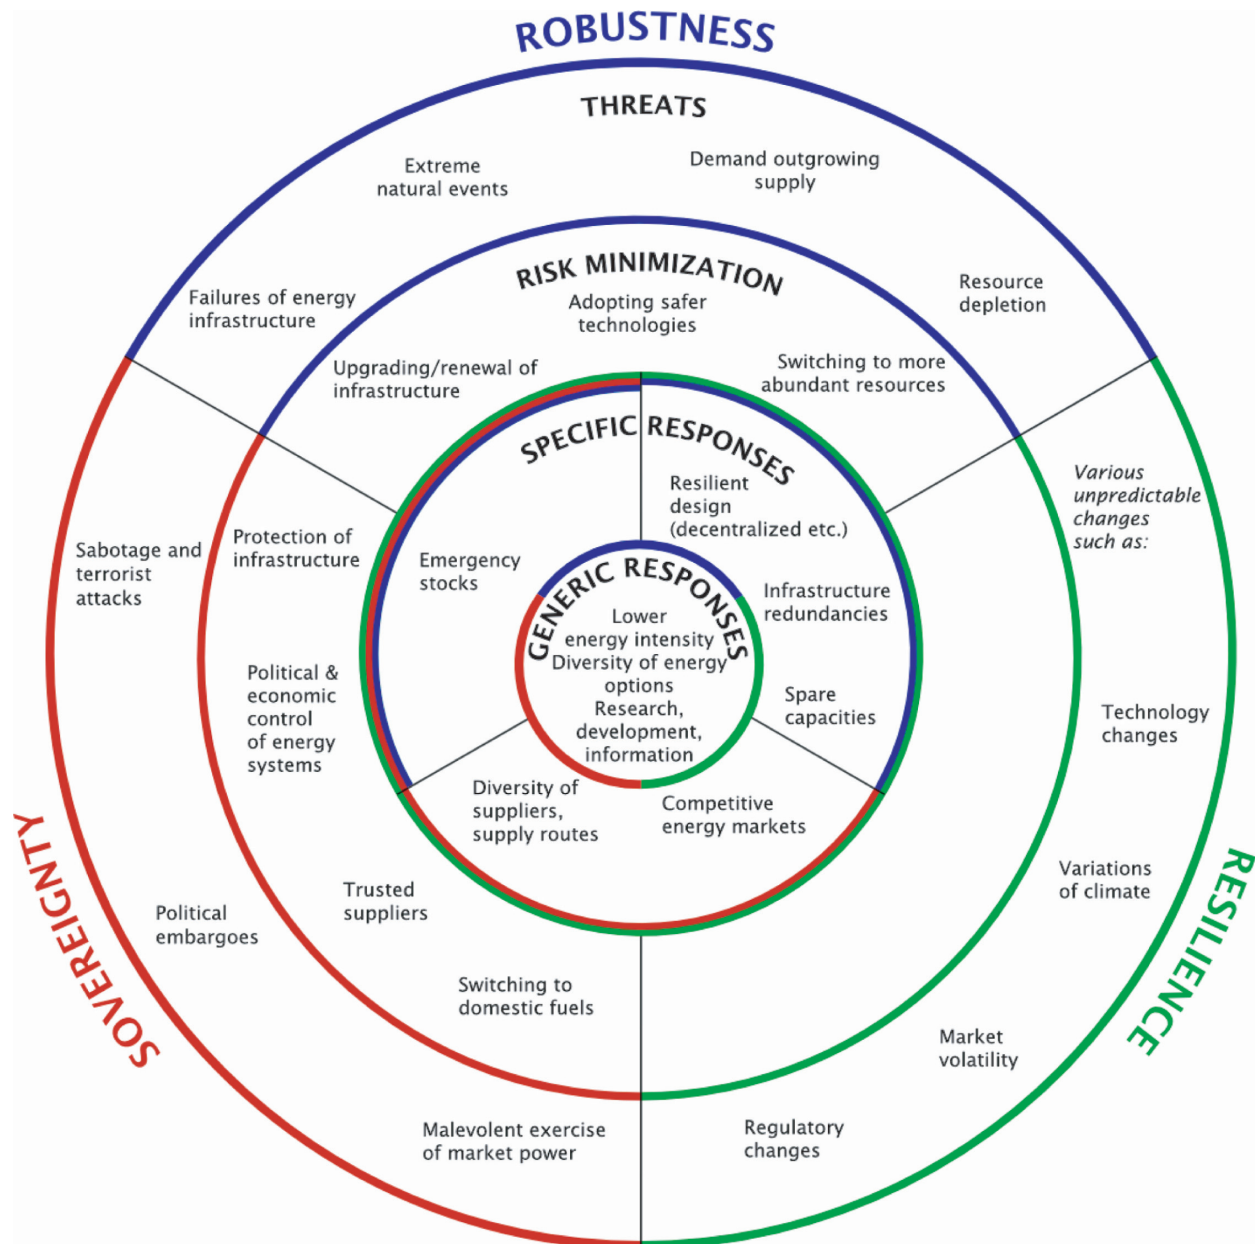 ROBUSTNESS
THREATS
Extreme
natural events
Demand outgrowing
supply
Failures of energy
infrastructure
Resource
depletion
RISK MINIMIZATION
Adopting safer
technologies
Upgrading/renewal of
infrastructure
Switching to more
abundant resources
SPECIFIC RESPONSES
Resilient
design
(decentralized etc.)
Various
unpredictable
changes
such as:
Sabotage and
terrorist
attacks
Protection of
infrastructure
Emergency
stocks
Infrastructure
redundancies
GENERIC RESPONSES
Lower
energy intensity
Diversity of energy
options
Research,
development,
information
Political &
economic
control
of energy
systems
Spare
capacities
Technology
changes
Diversity of
suppliers,
supply routes
Competitive
energy markets
SOVEREIGNTY
RESILIENCE
Trusted
suppliers
Variations
of climate
Political
embargoes
Switching to
domestic fuels
Market
volatility
Malevolent exercise
of market power
Regulatory
changes